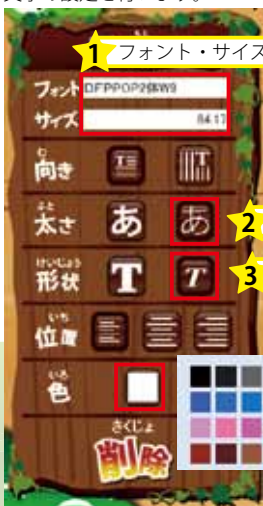 1 フォント・サイズ
フォント DFPPOP2体W9
サイズ 84.17
む
向き
ふと
太さ あ あ 2
けいじょう
形状 T T 3
いち
位置
いろ
色
さくじょ
削除